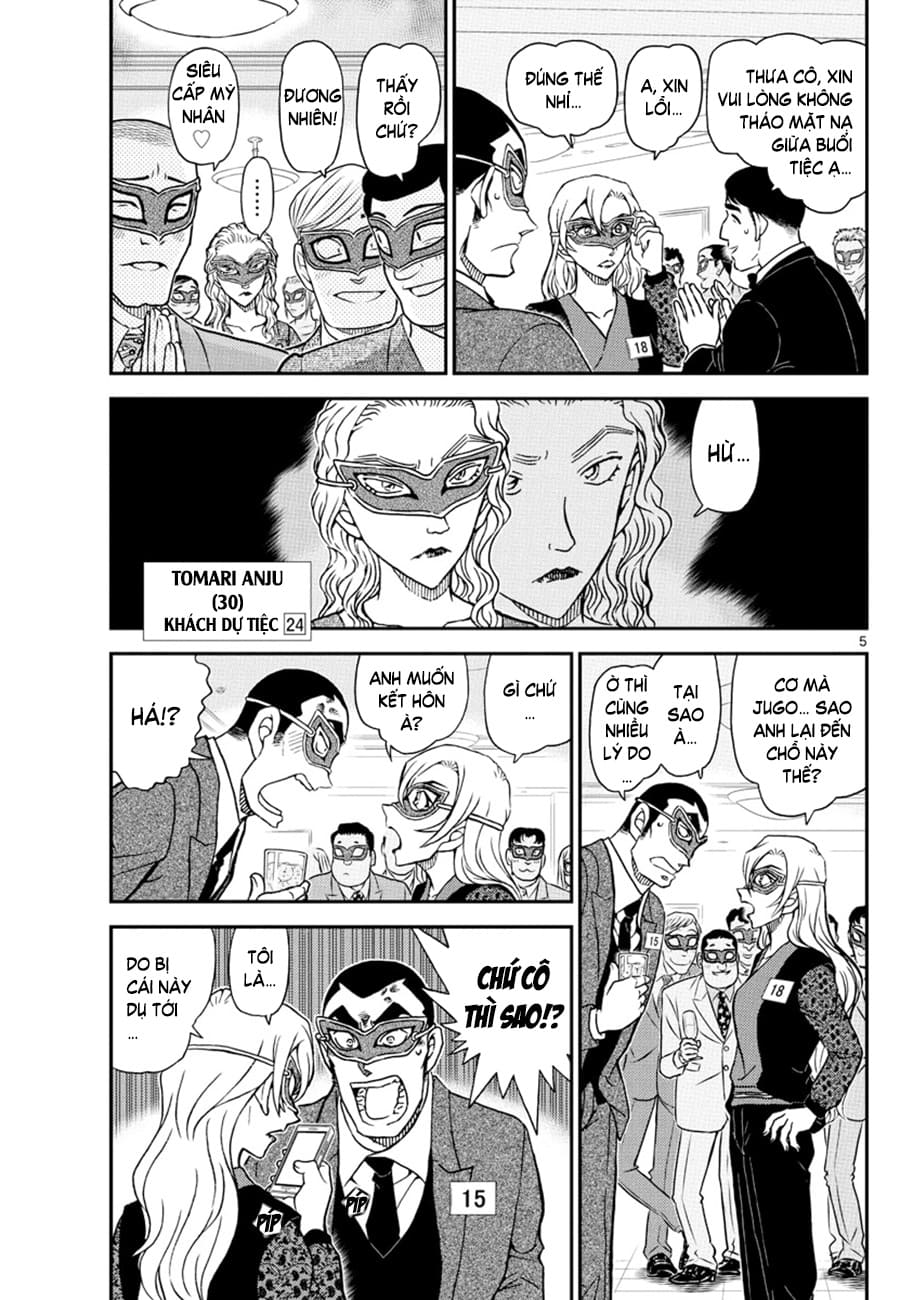 THƯA CÔ, XIN
VUI LÒNG KHÔNG
THÁO MẶT NẠ
GIỮA BUỔI
TIỆC Ạ...
A, XIN
LỖI...
ĐÚNG THẾ
NHỈ...
18
THẤY
RỒI
CHỨ?
ĐƯƠNG
NHIÊN!
SIÊU
CẤP MỸ
NHÂN
♡
.....
HỪ...
TOMARI ANJU
(30)
KHÁCH DỰ TIỆC 24
5
CƠ MÀ
JUGO... SAO
ANH LẠI ĐẾN
CHỖ NÀY
THẾ?
TẠI
SAO
À...
Ờ THÌ
CŨNG
NHIỀU
LÝ DO
...
15
18
GÌ CHỨ
...
ANH MUỐN
KẾT HÔN
À?
HÁ!?
CHỨ CÔ
THÌ SAO!?
TÔI
LÀ...
DO BỊ
CÁI NÀY
DỤ TỚI
...
15
PÍP
PÍP